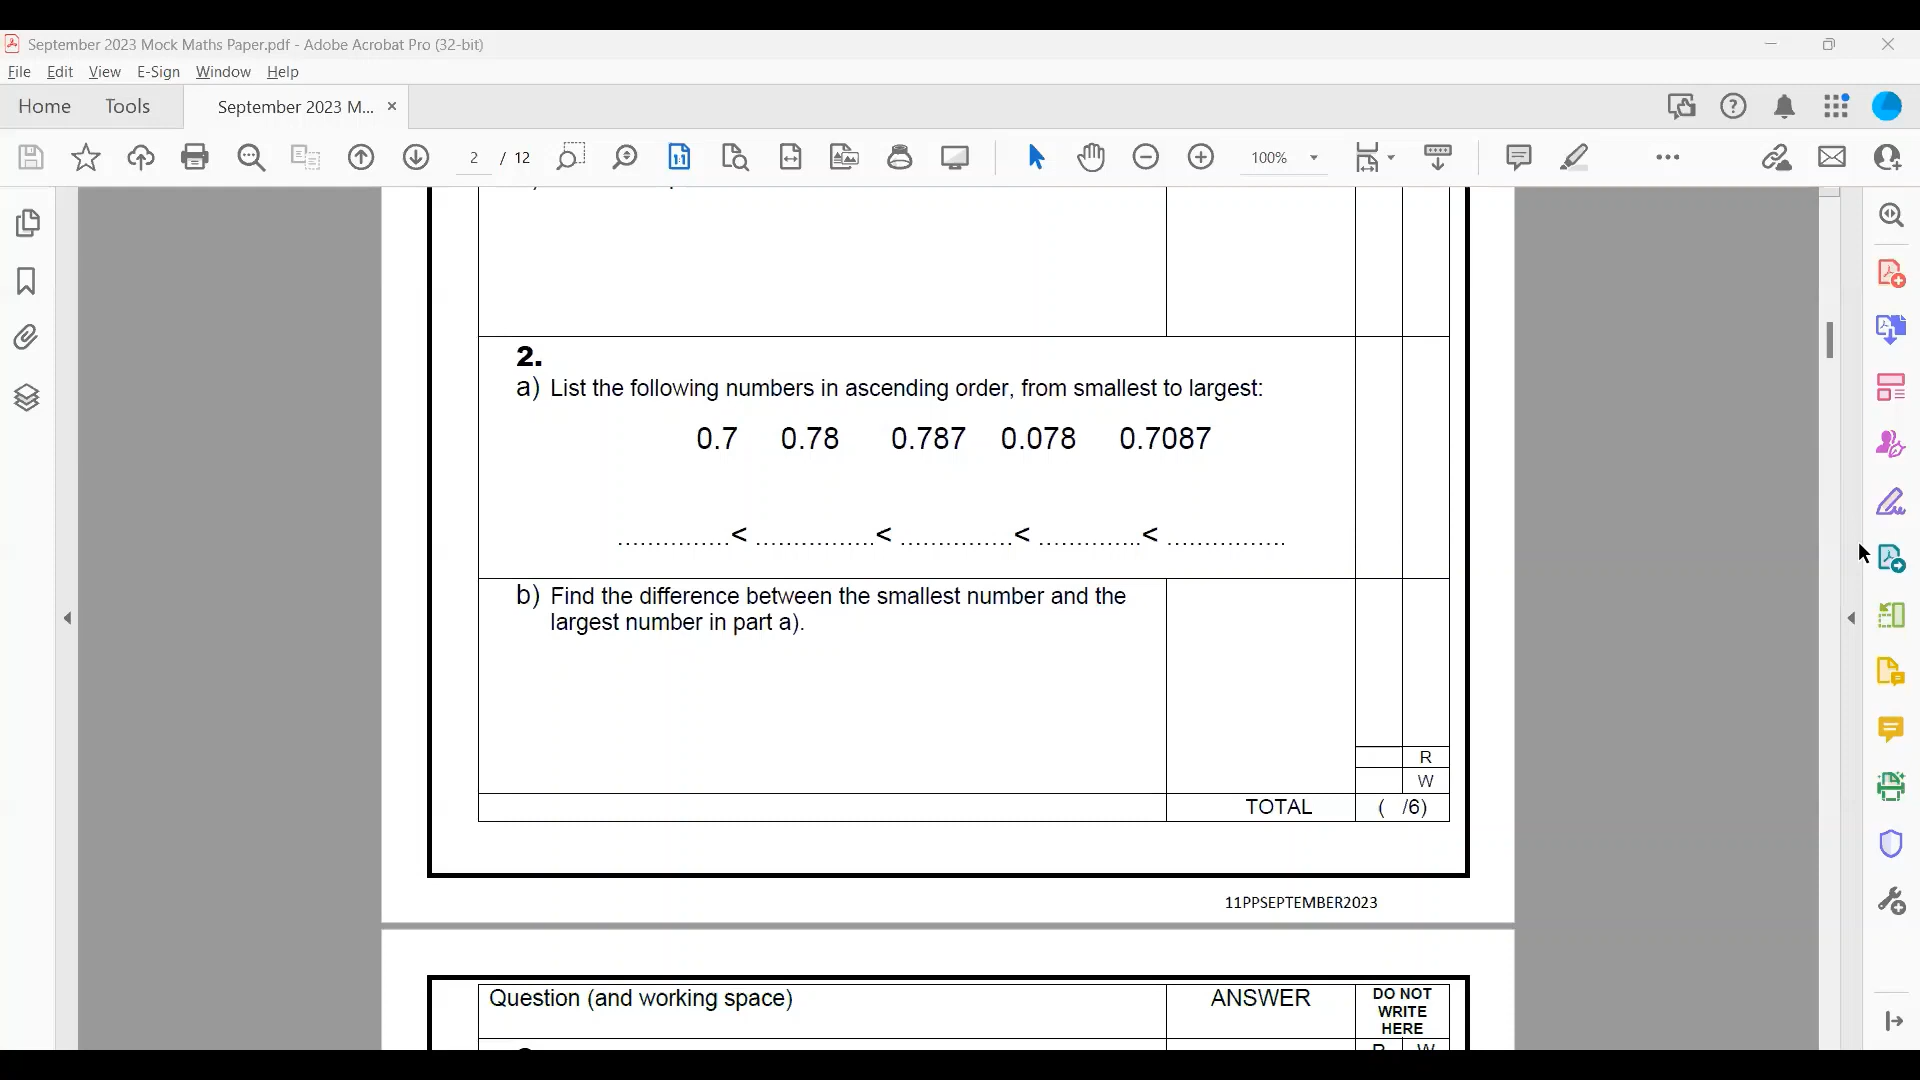 September 2023 Mock Maths Paper.pdf - Adobe Acrobat Pro (32-bit)
File Edit View E-Sign Window Help
Home Tools September 2023 M... ×
2 / 12 1:1 100%
2.
a) List the following numbers in ascending order, from smallest to largest:
0.7 0.78 0.787 0.078 0.7087
...............< ................< ...............< ..............< ................
b) Find the difference between the smallest number and the
largest number in part a).
R
W
TOTAL ( /6)
11PPSEPTEMBER2023
Question (and working space) ANSWER DO NOT
WRITE
HERE
R W